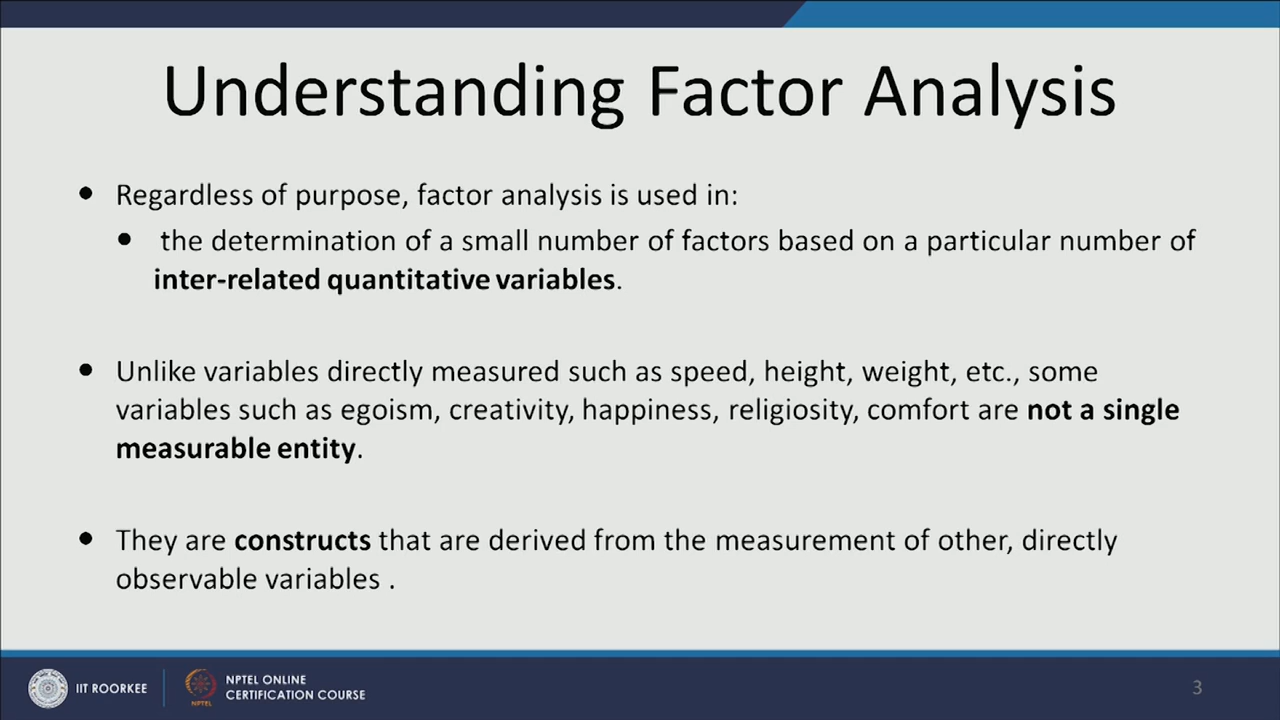 Understanding Factor Analysis
• Regardless of purpose, factor analysis is used in:
• the determination of a small number of factors based on a particular number of
inter-related quantitative variables.
• Unlike variables directly measured such as speed, height, weight, etc., some
variables such as egoism, creativity, happiness, religiosity, comfort are not a single
measurable entity.
• They are constructs that are derived from the measurement of other, directly
observable variables .
IIT ROORKEE
NPTEL
NPTEL ONLINE
CERTIFICATION COURSE
3